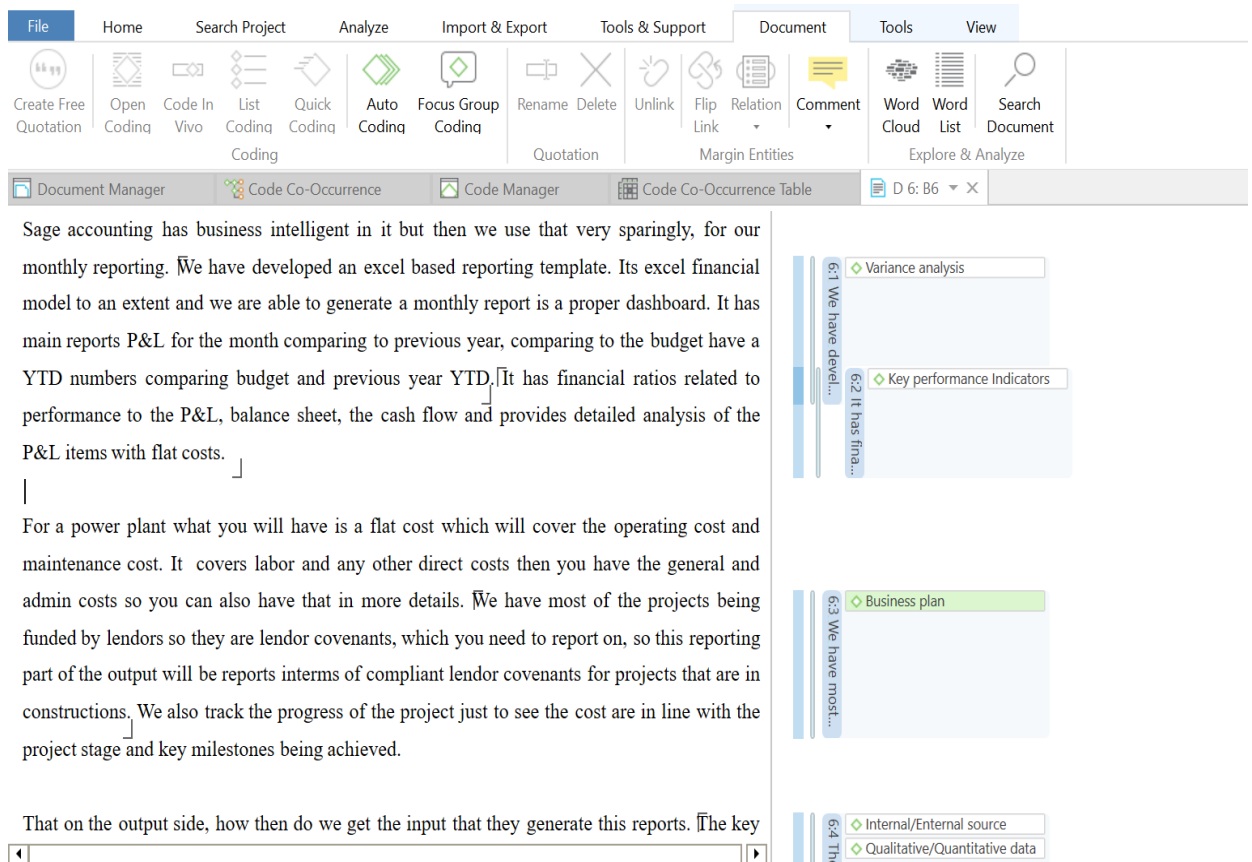 File Home Search Project Analyze Import & Export Tools & Support Document Tools View
Create Free Quotation
Open Coding
Code In Vivo
List Coding
Quick Coding
Auto Coding
Focus Group Coding
Rename Delete
Unlink
Flip Link
Relation
Comment
Word Cloud
Word List
Search Document
Coding Quotation Margin Entities Explore & Analyze
Document Manager Code Co-Occurrence Code Manager Code Co-Occurrence Table D 6: B6
Sage accounting has business intelligent in it but then we use that very sparingly, for our
monthly reporting. We have developed an excel based reporting template. Its excel financial
model to an extent and we are able to generate a monthly report is a proper dashboard. It has
main reports P&L for the month comparing to previous year, comparing to the budget have a
YTD numbers comparing budget and previous year YTD. It has financial ratios related to
performance to the P&L, balance sheet, the cash flow and provides detailed analysis of the
P&L items with flat costs.
For a power plant what you will have is a flat cost which will cover the operating cost and
maintenance cost. It covers labor and any other direct costs then you have the general and
admin costs so you can also have that in more details. We have most of the projects being
funded by lendors so they are lendor covenants, which you need to report on, so this reporting
part of the output will be reports interms of compliant lendor covenants for projects that are in
constructions. We also track the progress of the project just to see the cost are in line with the
project stage and key milestones being achieved.
That on the output side, how then do we get the input that they generate this reports. The key
6:1 We have devel...
Variance analysis
6:2 It has fina...
Key performance Indicators
6:3 We have most...
Business plan
6:4 The
Internal/Enternal source
Qualitative/Quantitative data